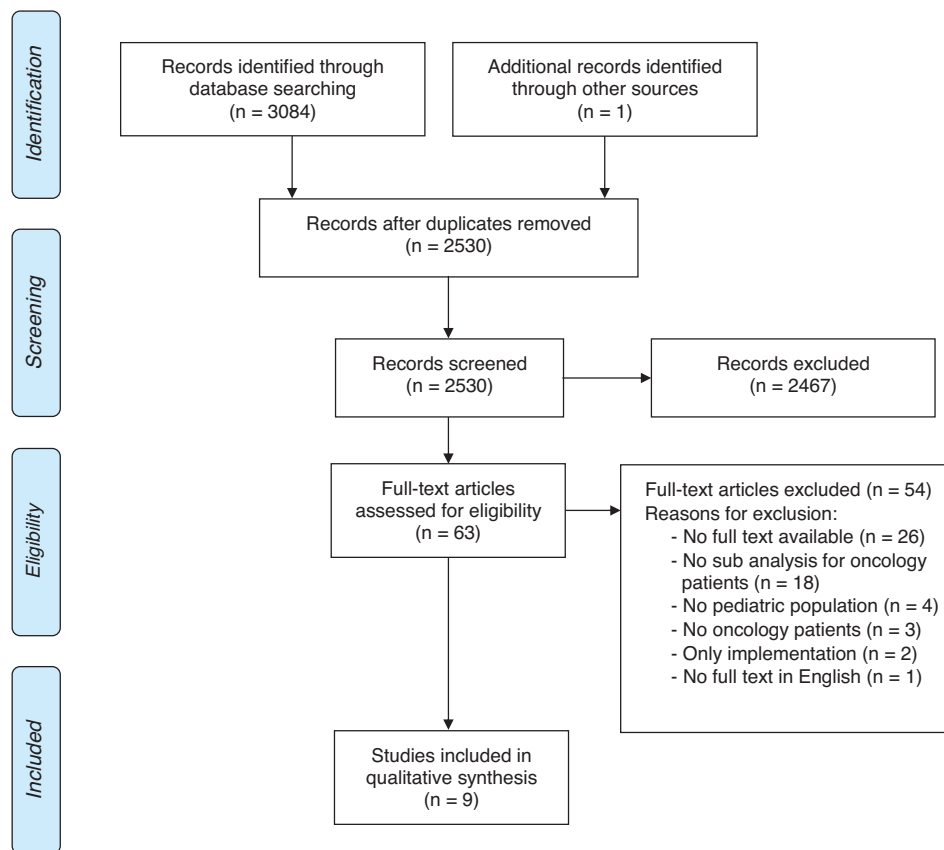 Identification
Records identified through
database searching
(n = 3084)
Additional records identified
through other sources
(n = 1)
Records after duplicates removed
(n = 2530)
Screening
Records screened
(n = 2530)
Records excluded
(n = 2467)
Eligibility
Full-text articles
assessed for eligibility
(n = 63)
Full-text articles excluded (n = 54)
Reasons for exclusion:
- No full text available (n = 26)
- No sub analysis for oncology
patients (n = 18)
- No pediatric population (n = 4)
- No oncology patients (n = 3)
- Only implementation (n = 2)
- No full text in English (n = 1)
Included
Studies included in
qualitative synthesis
(n = 9)